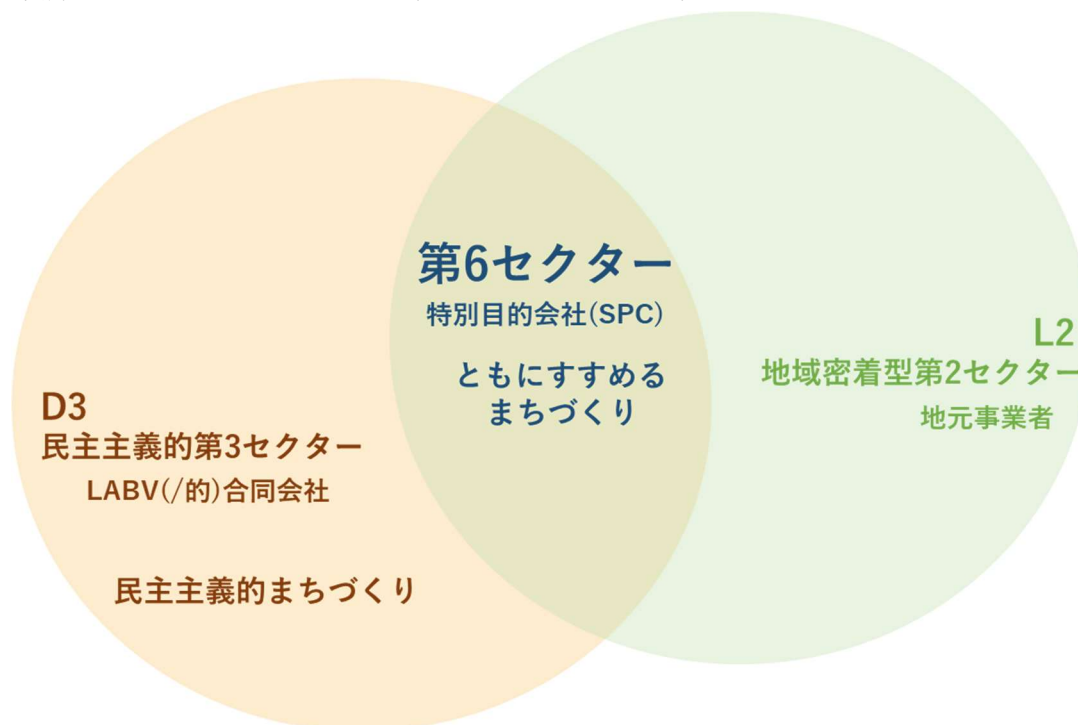 第6セクター
特別目的会社(SPC)
ともにすすめる
まちづくり
L2
地域密着型第2セクター
地元事業者
D3
民主主義的第3セクター
LABV(/的)合同会社
民主主義的まちづくり